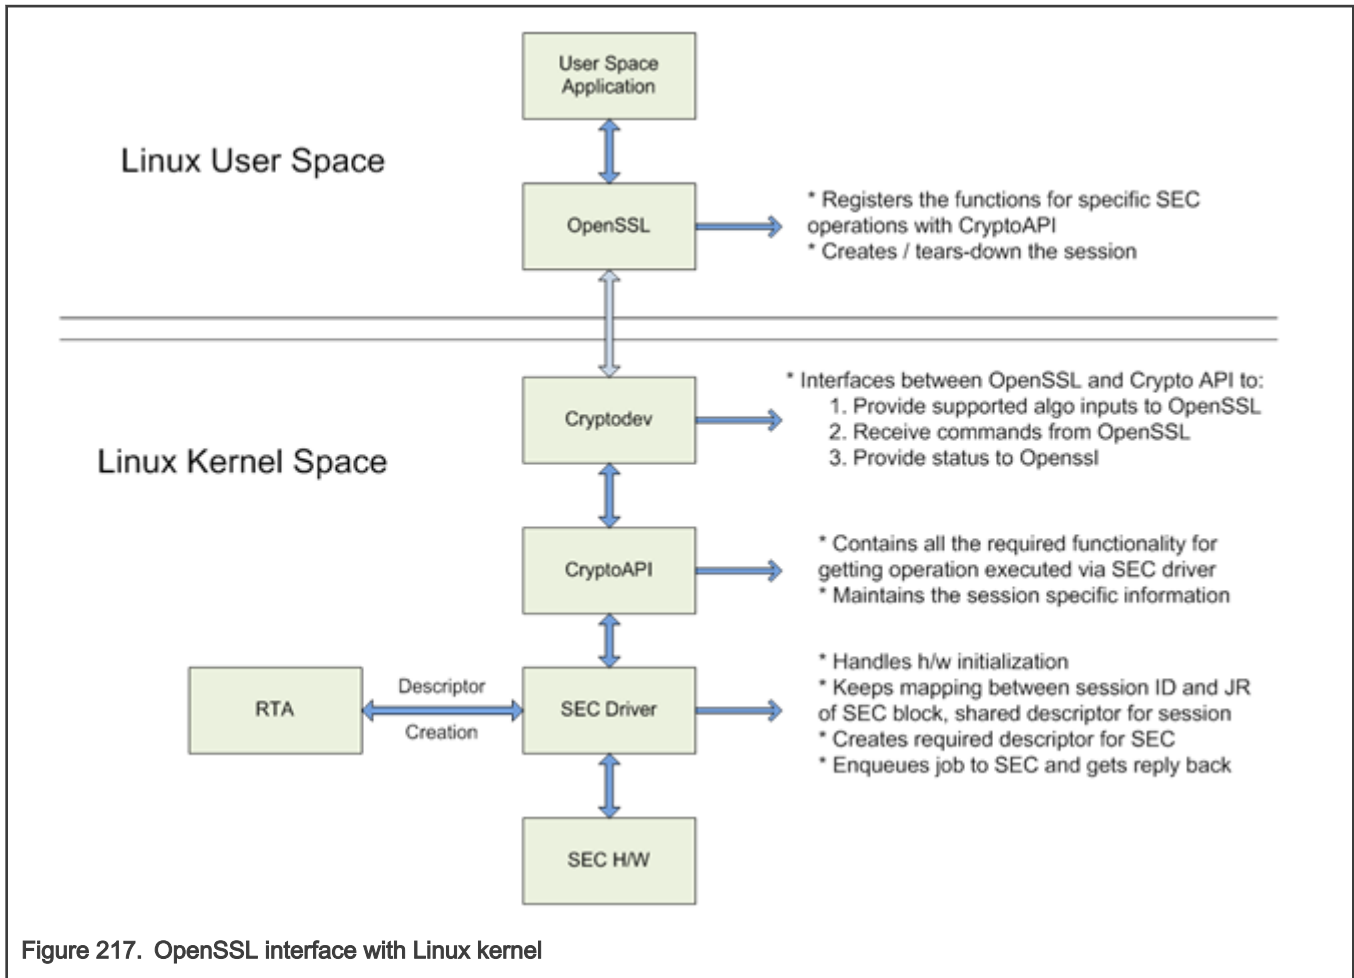 User Space
Application
Linux User Space
OpenSSL
* Registers the functions for specific SEC
operations with CryptoAPI
* Creates / tears-down the session
Cryptodev
* Interfaces between OpenSSL and Crypto API to:
1. Provide supported algo inputs to OpenSSL
2. Receive commands from OpenSSL
3. Provide status to Openssl
Linux Kernel Space
CryptoAPI
* Contains all the required functionality for
getting operation executed via SEC driver
* Maintains the session specific information
RTA
Descriptor
Creation
SEC Driver
* Handles h/w initialization
* Keeps mapping between session ID and JR
of SEC block, shared descriptor for session
* Creates required descriptor for SEC
* Enqueues job to SEC and gets reply back
SEC H/W
Figure 217. OpenSSL interface with Linux kernel